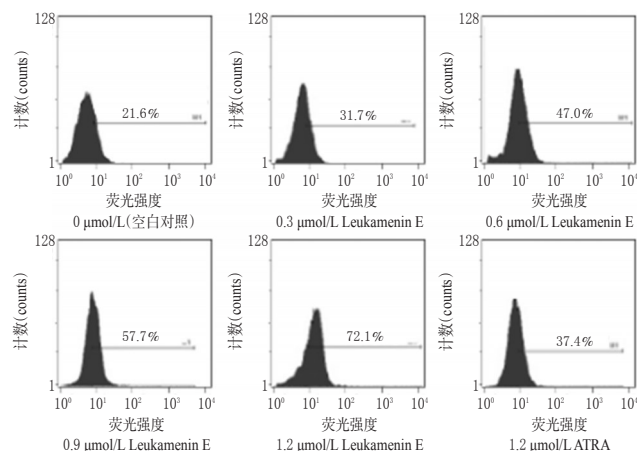 128
计数(counts)
21.6%
1
10⁰ 10¹ 10² 10³ 10⁴
荧光强度
0 μmol/L(空白对照)
128
计数(counts)
31.7%
1
10⁰ 10¹ 10² 10³ 10⁴
荧光强度
0.3 μmol/L Leukamenin E
128
计数(counts)
47.0%
1
10⁰ 10¹ 10² 10³ 10⁴
荧光强度
0.6 μmol/L Leukamenin E
128
计数(counts)
57.7%
1
10⁰ 10¹ 10² 10³ 10⁴
荧光强度
0.9 μmol/L Leukamenin E
128
计数(counts)
72.1%
1
10⁰ 10¹ 10² 10³ 10⁴
荧光强度
1.2 μmol/L Leukamenin E
128
计数(counts)
37.4%
1
10⁰ 10¹ 10² 10³ 10⁴
荧光强度
1.2 μmol/L ATRA